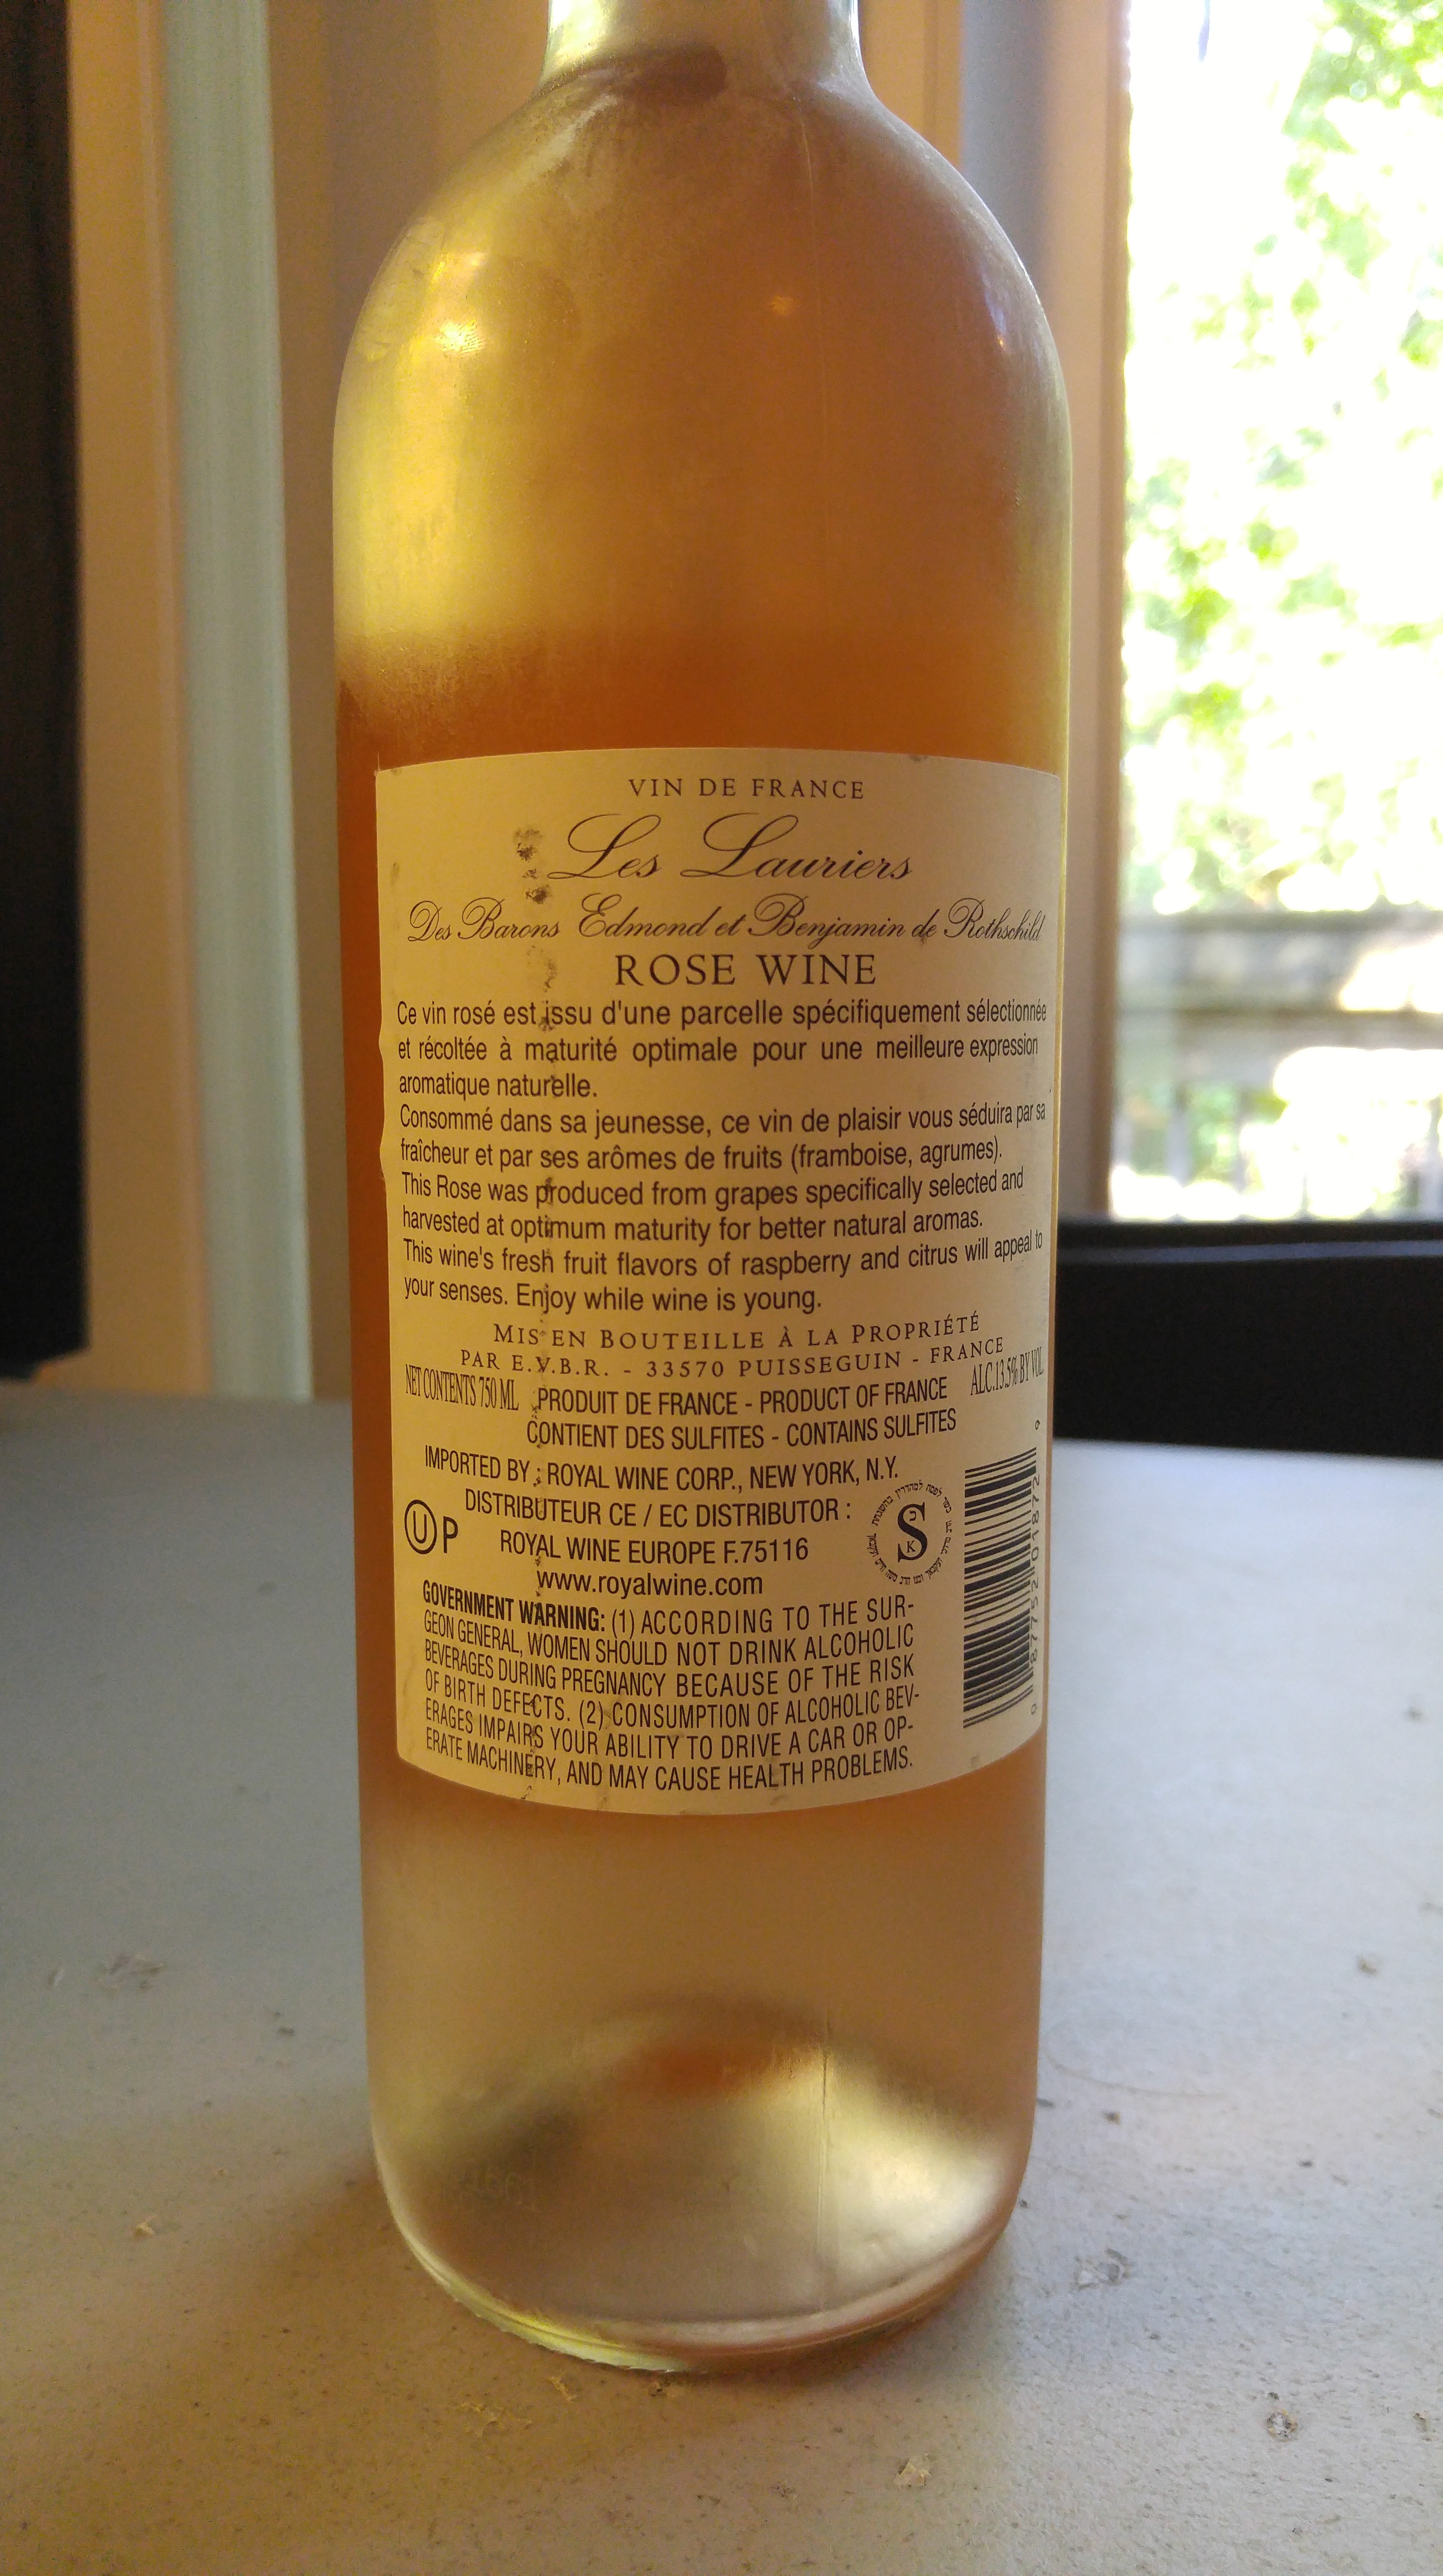 VIN DE FRANCE
Les Lauriers
Des Barons Edmond et Benjamin de Rothschild
ROSE WINE
Ce vin rosé est issu d'une parcelle spécifiquement sélectionnée
et récoltée à maturité optimale pour une meilleure expression
aromatique naturelle.
Consommé dans sa jeunesse, ce vin de plaisir vous séduira par sa
fraîcheur et par ses arômes de fruits (framboise, agrumes).
This Rose was produced from grapes specifically selected and
harvested at optimum maturity for better natural aromas.
This wine's fresh fruit flavors of raspberry and citrus will appeal to
your senses. Enjoy while wine is young.
MIS EN BOUTEILLE À LA PROPRIÉTÉ
PAR E.V.B.R. - 33570 PUISSEGUIN - FRANCE
NET CONTENTS 750 ML PRODUIT DE FRANCE - PRODUCT OF FRANCE ALC.13.5% BY VOL.
CONTIENT DES SULFITES - CONTAINS SULFITES
IMPORTED BY : ROYAL WINE CORP., NEW YORK, N.Y.
DISTRIBUTEUR CE / EC DISTRIBUTOR :
U P ROYAL WINE EUROPE F.75116
www.royalwine.com
כ S K
GOVERNMENT WARNING: (1) ACCORDING TO THE SUR-
GEON GENERAL, WOMEN SHOULD NOT DRINK ALCOHOLIC
BEVERAGES DURING PREGNANCY BECAUSE OF THE RISK
OF BIRTH DEFECTS. (2) CONSUMPTION OF ALCOHOLIC BEV-
ERAGES IMPAIRS YOUR ABILITY TO DRIVE A CAR OR OP-
ERATE MACHINERY, AND MAY CAUSE HEALTH PROBLEMS.
0 87752 01872 9